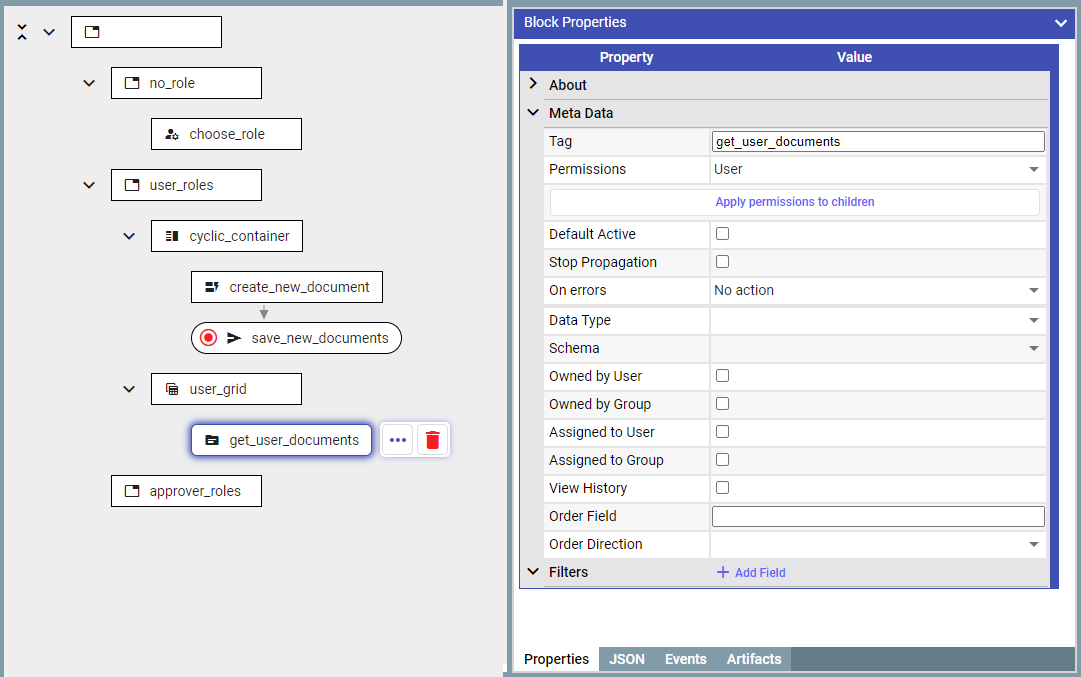 no_role
choose_role
user_roles
cyclic_container
create_new_document
save_new_documents
user_grid
get_user_documents
approver_roles
Block Properties
Property Value
About
Meta Data
Tag get_user_documents
Permissions User
Apply permissions to children
Default Active
Stop Propagation
On errors No action
Data Type
Schema
Owned by User
Owned by Group
Assigned to User
Assigned to Group
View History
Order Field
Order Direction
Filters + Add Field
Properties JSON Events Artifacts